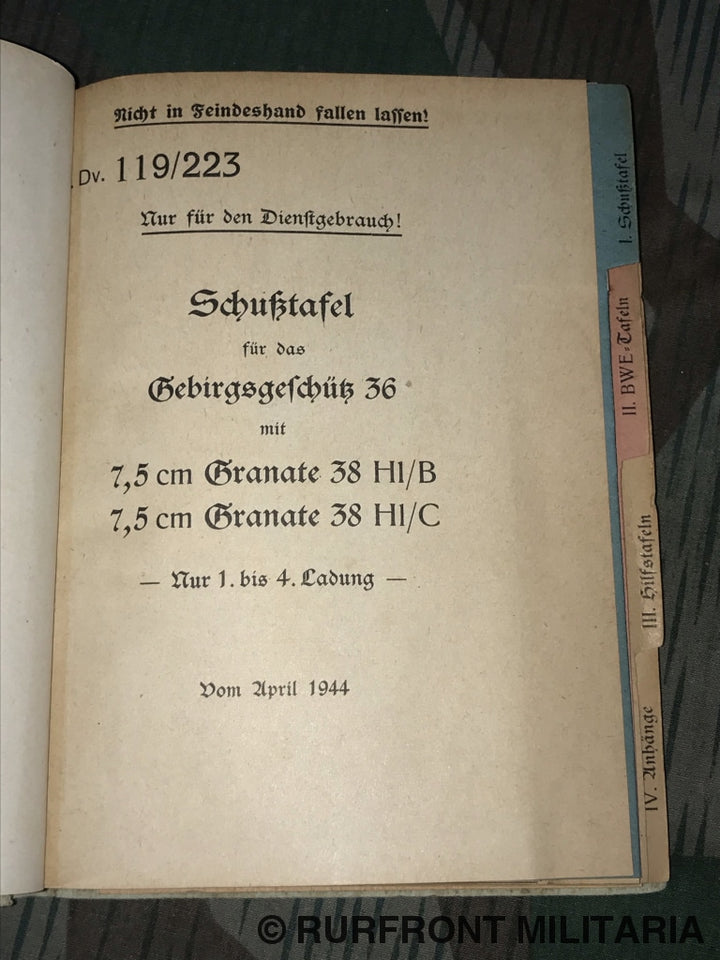 Nicht in Feindeshand fallen lassen!
. Dv. 119/223
Nur für den Dienstgebrauch!
Schußtafel
für das
Gebirgsgeschütz 36
mit
7,5 cm Granate 38 Hl/B
7,5 cm Granate 38 Hl/C
— Nur 1. bis 4. Ladung —
Vom April 1944
I. Schußtafel
II. BWE-Tafeln
III. Hilfstafeln
IV. Anhänge
© RURFRONT MILITARIA